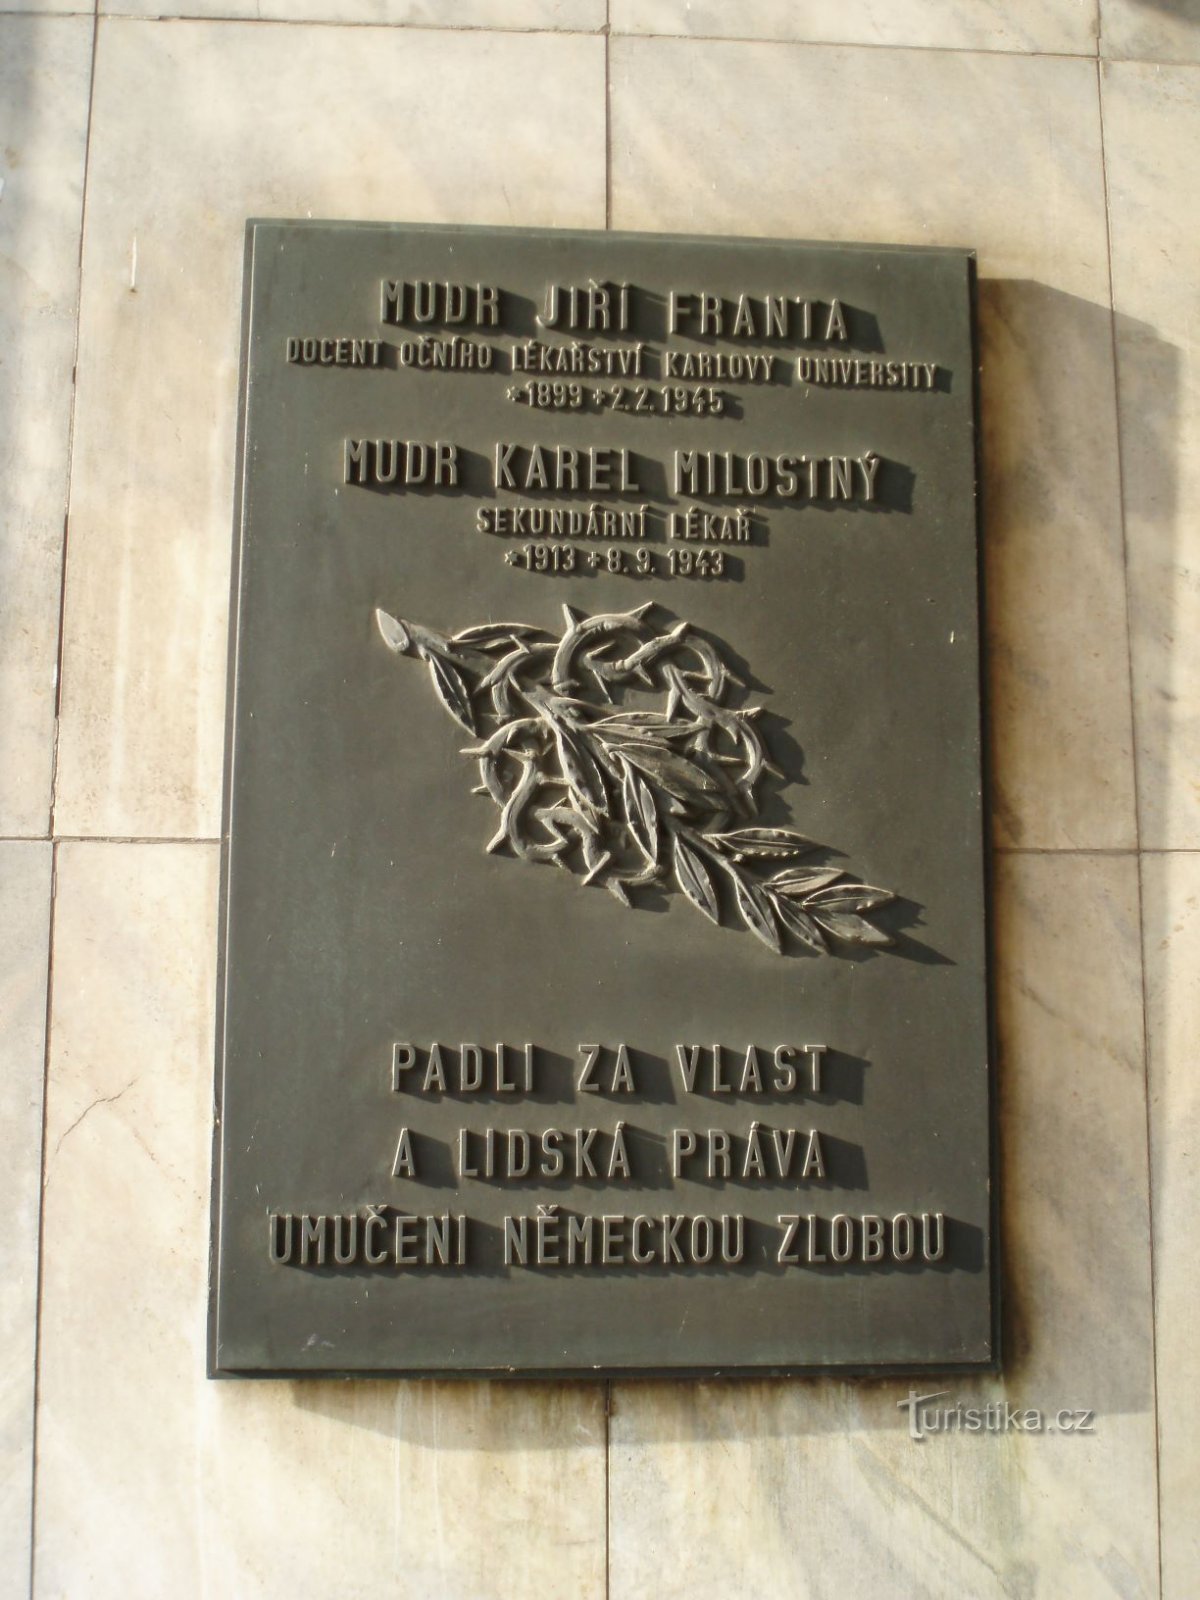 MUDR JIŘÍ FRANTA
DOCENT OČNÍHO LÉKAŘSTVÍ KARLOVY UNIVERSITY
*1899 +2.2.1945
MUDR KAREL MILOSTNÝ
SEKUNDÁRNÍ LÉKAŘ
*1913 +8.9.1943
PADLI ZA VLAST
A LIDSKÁ PRÁVA
UMUČENI NĚMECKOU ZLOBOU
Turistika.cz